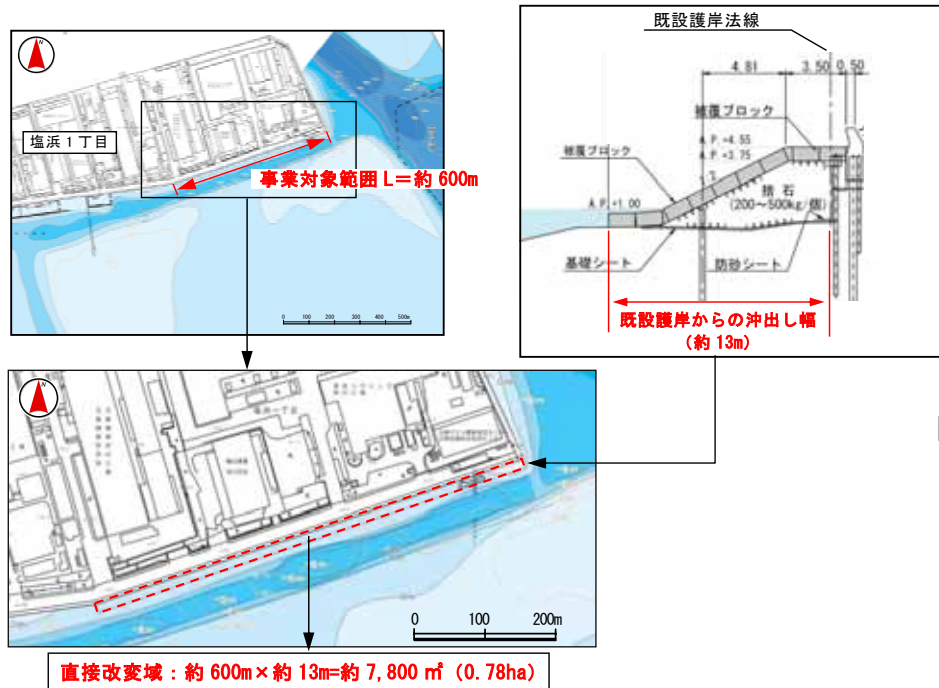 N
塩浜1丁目
事業対象範囲 L=約 600m
0 100 200 300 400 500m
既設護岸法線
4.81 3.50 0.50
被覆ブロック
A.P.+4.55
A.P.+3.75
被覆ブロック
捨石
(200~500kg/個)
A.P.+1.00
基礎シート
防砂シート
既設護岸からの沖出し幅
(約 13m)
N
0 100 200m
直接改変域：約 600m×約 13m=約 7,800 ㎡ (0.78ha)